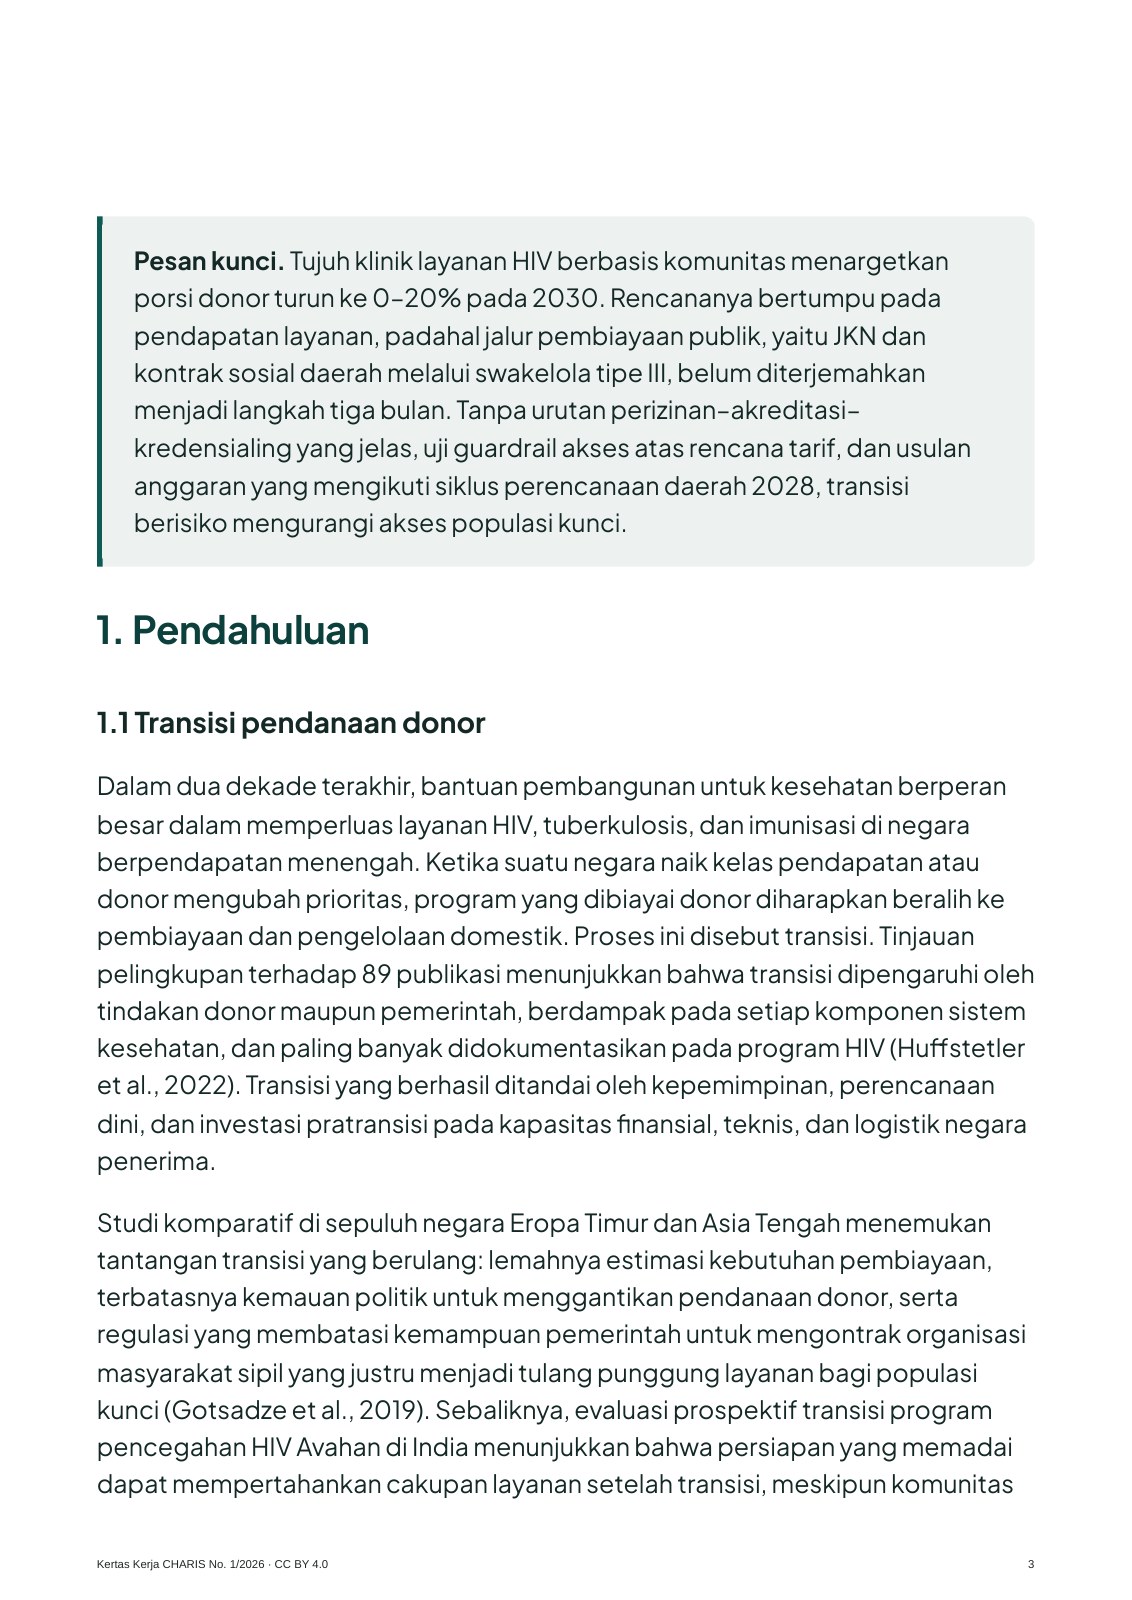 Pesan kunci. Tujuh klinik layanan HIV berbasis komunitas menargetkan
porsi donor turun ke 0–20% pada 2030. Rencananya bertumpu pada
pendapatan layanan, padahal jalur pembiayaan publik, yaitu JKN dan
kontrak sosial daerah melalui swakelola tipe III, belum diterjemahkan
menjadi langkah tiga bulan. Tanpa urutan perizinan–akreditasi–
kredensialing yang jelas, uji guardrail akses atas rencana tarif, dan usulan
anggaran yang mengikuti siklus perencanaan daerah 2028, transisi
berisiko mengurangi akses populasi kunci.
1. Pendahuluan
1.1 Transisi pendanaan donor
Dalam dua dekade terakhir, bantuan pembangunan untuk kesehatan berperan
besar dalam memperluas layanan HIV, tuberkulosis, dan imunisasi di negara
berpendapatan menengah. Ketika suatu negara naik kelas pendapatan atau
donor mengubah prioritas, program yang dibiayai donor diharapkan beralih ke
pembiayaan dan pengelolaan domestik. Proses ini disebut transisi. Tinjauan
pelingkupan terhadap 89 publikasi menunjukkan bahwa transisi dipengaruhi oleh
tindakan donor maupun pemerintah, berdampak pada setiap komponen sistem
kesehatan, dan paling banyak didokumentasikan pada program HIV (Huffstetler
et al., 2022). Transisi yang berhasil ditandai oleh kepemimpinan, perencanaan
dini, dan investasi pratransisi pada kapasitas finansial, teknis, dan logistik negara
penerima.
Studi komparatif di sepuluh negara Eropa Timur dan Asia Tengah menemukan
tantangan transisi yang berulang: lemahnya estimasi kebutuhan pembiayaan,
terbatasnya kemauan politik untuk menggantikan pendanaan donor, serta
regulasi yang membatasi kemampuan pemerintah untuk mengontrak organisasi
masyarakat sipil yang justru menjadi tulang punggung layanan bagi populasi
kunci (Gotsadze et al., 2019). Sebaliknya, evaluasi prospektif transisi program
pencegahan HIV Avahan di India menunjukkan bahwa persiapan yang memadai
dapat mempertahankan cakupan layanan setelah transisi, meskipun komunitas
Kertas Kerja CHARIS No. 1/2026 · CC BY 4.0
3